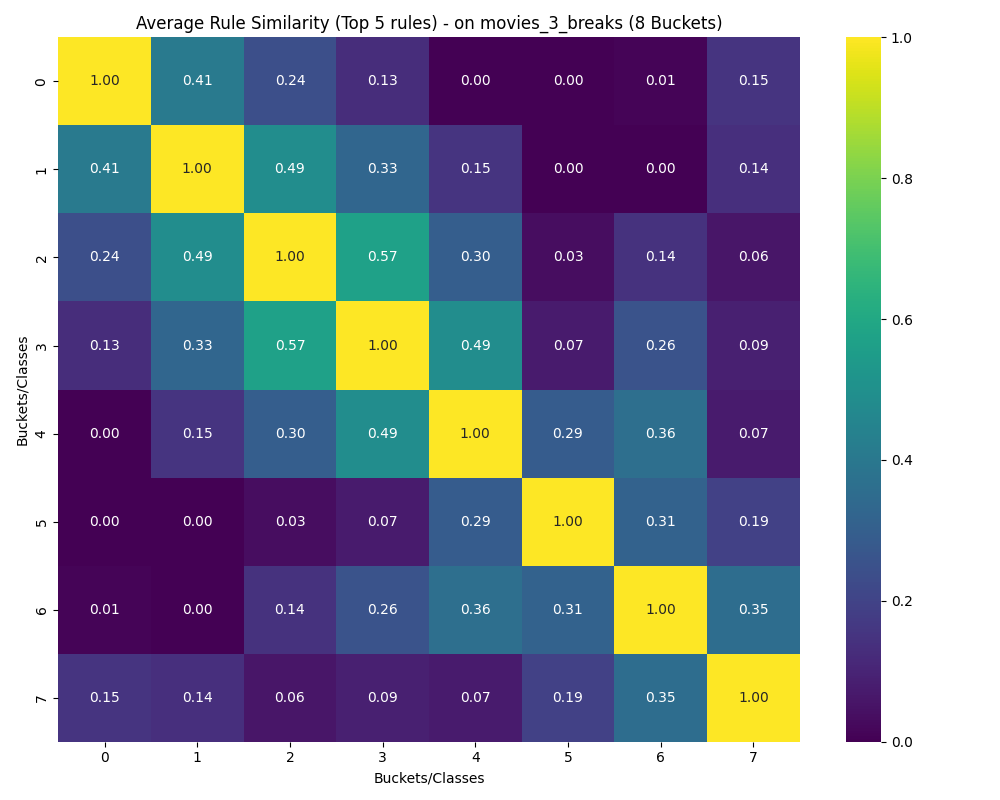 Average Rule Similarity (Top 5 rules) - on movies_3_breaks (8 Buckets)
Buckets/Classes
0 1.00 0.41 0.24 0.13 0.00 0.00 0.01 0.15
1 0.41 1.00 0.49 0.33 0.15 0.00 0.00 0.14
2 0.24 0.49 1.00 0.57 0.30 0.03 0.14 0.06
3 0.13 0.33 0.57 1.00 0.49 0.07 0.26 0.09
4 0.00 0.15 0.30 0.49 1.00 0.29 0.36 0.07
5 0.00 0.00 0.03 0.07 0.29 1.00 0.31 0.19
6 0.01 0.00 0.14 0.26 0.36 0.31 1.00 0.35
7 0.15 0.14 0.06 0.09 0.07 0.19 0.35 1.00
0 1 2 3 4 5 6 7
Buckets/Classes
1.0
0.8
0.6
0.4
0.2
0.0